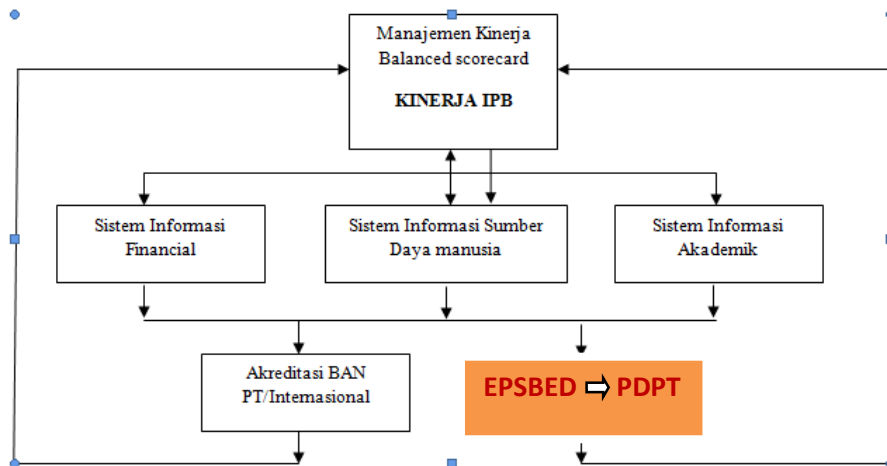 Manajemen Kinerja
Balanced scorecard
KINERJA IPB
Sistem Informasi
Financial
Sistem Informasi Sumber
Daya manusia
Sistem Informasi
Akademik
Akreditasi BAN
PT/Internasional
EPSBED ⇨ PDPT